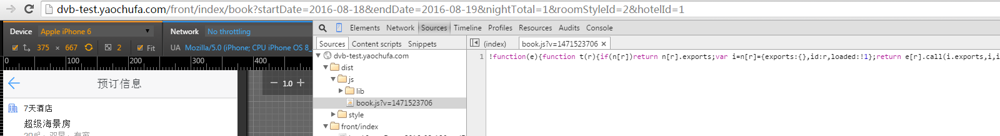 dvb-test.yaochufa.com/front/index/book?startDate=2016-08-18&endDate=2016-08-19&nightTotal=1&roomStyleId=2&hotelId=1
Device Apple iPhone 6 Network No throttling
Elements Network Sources Timeline Profiles Resources Audits Console
375 × 667 2 Fit UA Mozilla/5.0 (iPhone; CPU iPhone OS 8_
Sources Content scripts Snippets (index) book.js?v=1471523706 ×
0 100 200 300 400
dvb-test.yaochufa.com
1 !function(e){function t(r){if(n[r])return n[r].exports;var i=n[r]={exports:{},id:r,loaded:!1};return e[r].call(i.exports,i,i
dist
预订信息
− 1.0 +
js
lib
book.js?v=1471523706
7天酒店
style
超级海景房
front/index